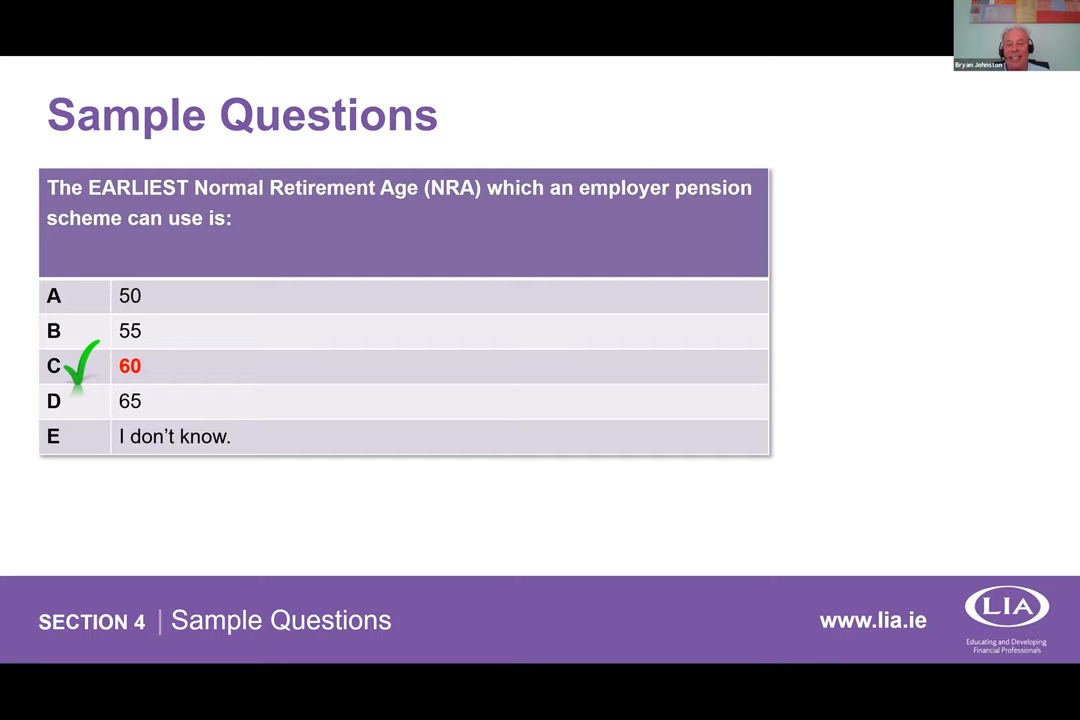 Bryan Johnston
Sample Questions
The EARLIEST Normal Retirement Age (NRA) which an employer pension
scheme can use is:
A 50
B 55
C 60
D 65
E I don’t know.
SECTION 4 | Sample Questions
www.lia.ie
LIA
Educating and Developing
Financial Professionals